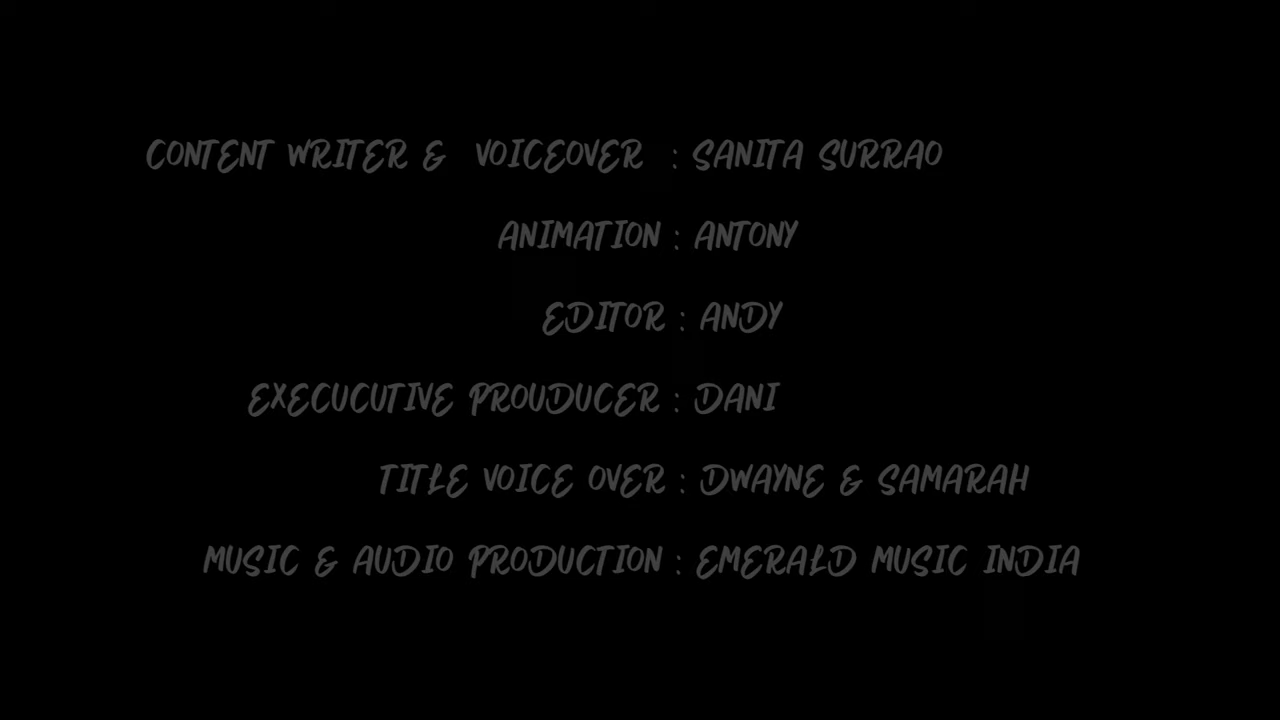 CONTENT WRITER & VOICEOVER : SANITA SURRAO
ANIMATION : ANTONY
EDITOR : ANDY
EXECUCUTIVE PROUDUCER : DANI
TITLE VOICE OVER : DWAYNE & SAMARAH
MUSIC & AUDIO PRODUCTION : EMERALD MUSIC INDIA